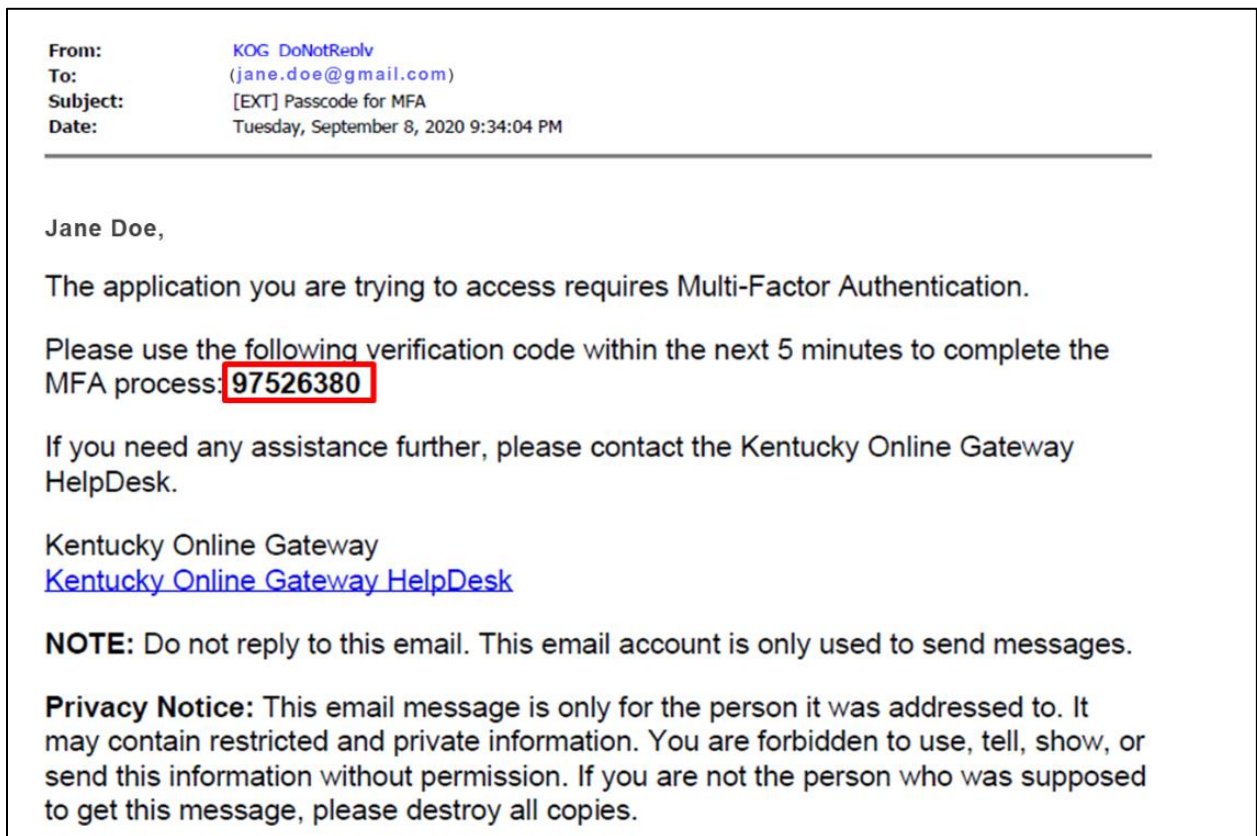 From: KOG_DoNotReply
To: (jane.doe@gmail.com)
Subject: [EXT] Passcode for MFA
Date: Tuesday, September 8, 2020 9:34:04 PM
Jane Doe,
The application you are trying to access requires Multi-Factor Authentication.
Please use the following verification code within the next 5 minutes to complete the
MFA process: 97526380
If you need any assistance further, please contact the Kentucky Online Gateway
HelpDesk.
Kentucky Online Gateway
Kentucky Online Gateway HelpDesk
NOTE: Do not reply to this email. This email account is only used to send messages.
Privacy Notice: This email message is only for the person it was addressed to. It
may contain restricted and private information. You are forbidden to use, tell, show, or
send this information without permission. If you are not the person who was supposed
to get this message, please destroy all copies.